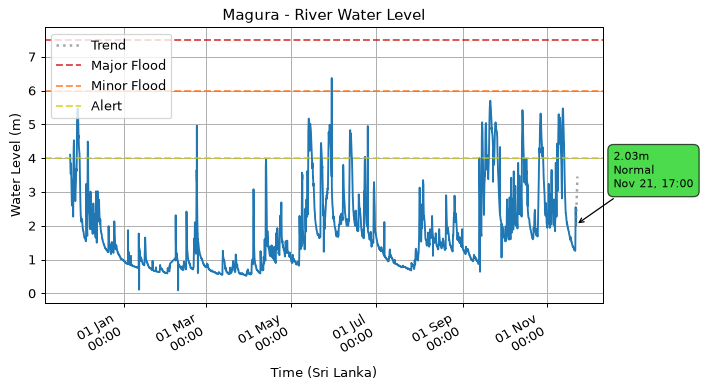 Magura - River Water Level
Trend
Major Flood
Minor Flood
Alert
Water Level (m)
7
6
5
4
3
2
1
0
2.03m
Normal
Nov 21, 17:00
01 Jan
00:00
01 Mar
00:00
01 May
00:00
01 Jul
00:00
01 Sep
00:00
01 Nov
00:00
Time (Sri Lanka)